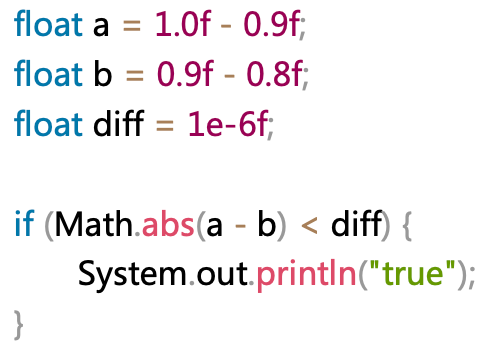 float a = 1.0f - 0.9f;
float b = 0.9f - 0.8f;
float diff = 1e-6f;

if (Math.abs(a - b) < diff) {
    System.out.println("true");
}